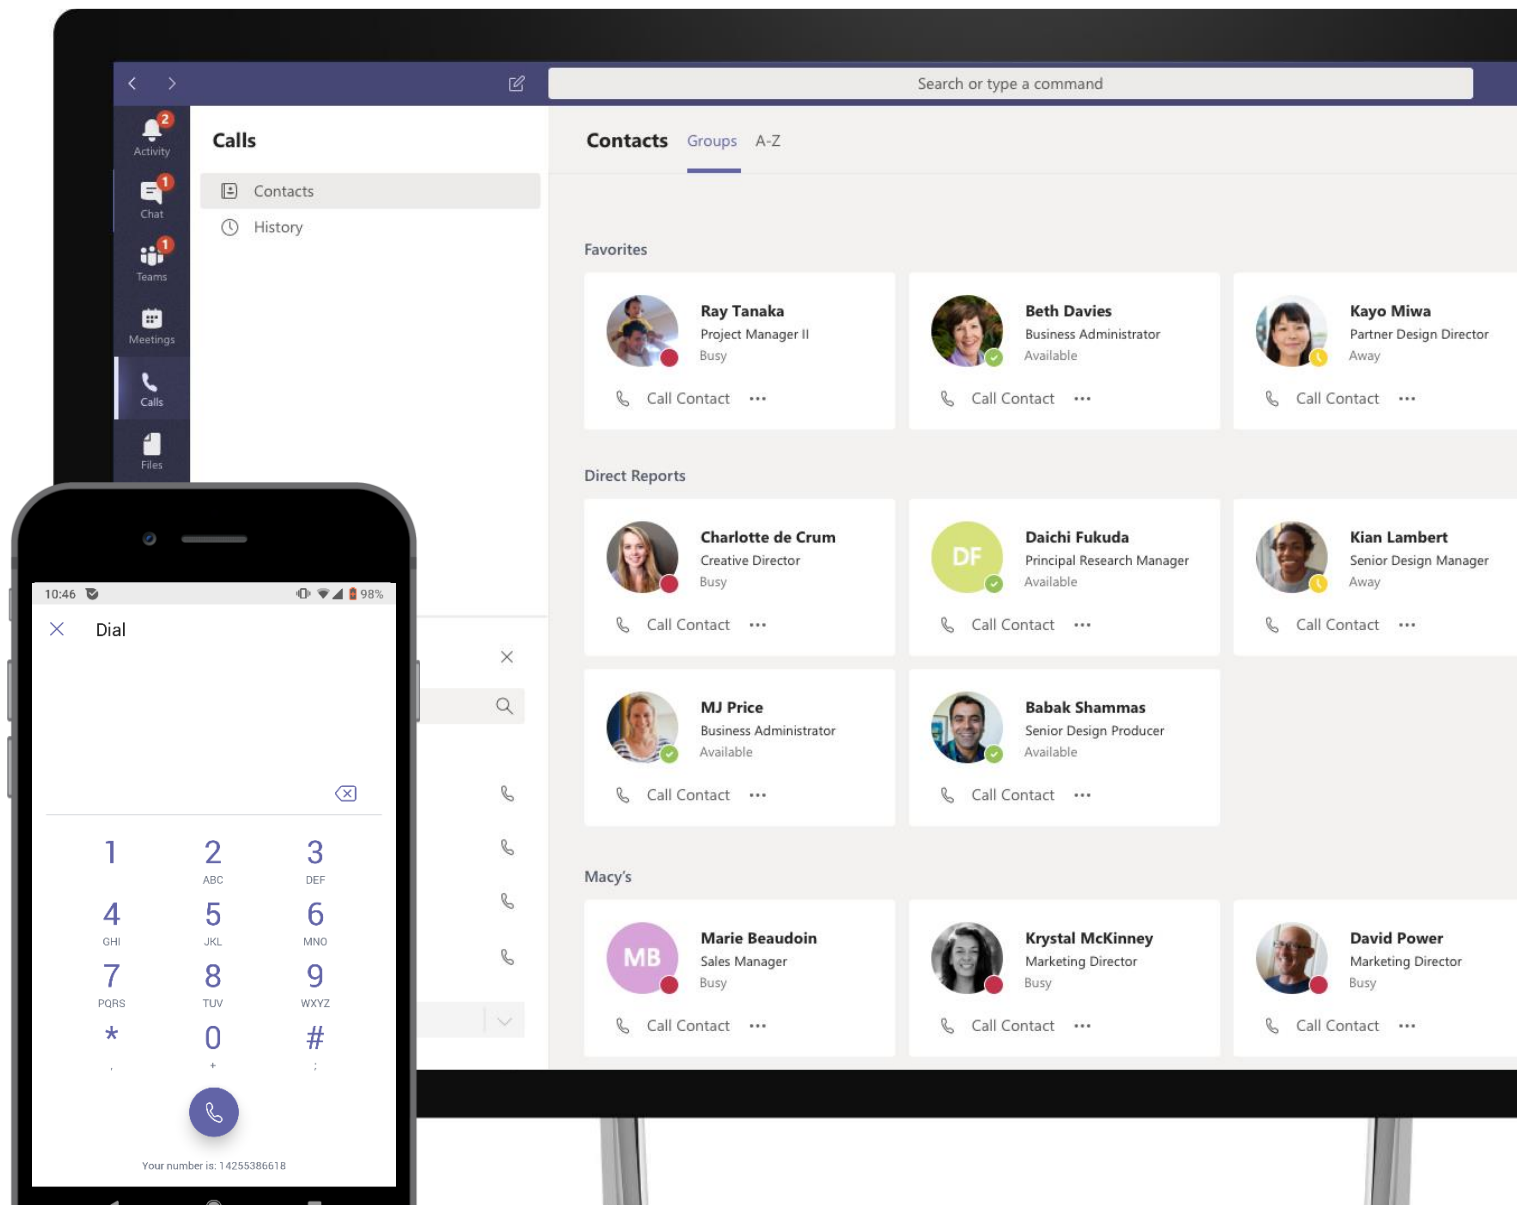 Search or type a command
2
Activity
1
Chat
1
Teams
Meetings
Calls
Files
Calls
Contacts
History
Contacts Groups A-Z
Favorites
Ray Tanaka
Project Manager II
Busy
Call Contact
Beth Davies
Business Administrator
Available
Call Contact
Kayo Miwa
Partner Design Director
Away
Call Contact
Direct Reports
Charlotte de Crum
Creative Director
Busy
Call Contact
DF
Daichi Fukuda
Principal Research Manager
Available
Call Contact
Kian Lambert
Senior Design Manager
Away
Call Contact
MJ Price
Business Administrator
Available
Call Contact
Babak Shammas
Senior Design Producer
Available
Call Contact
Macy's
MB
Marie Beaudoin
Sales Manager
Busy
Call Contact
Krystal McKinney
Marketing Director
Busy
Call Contact
David Power
Marketing Director
Busy
Call Contact
10:46 98%
Dial
1 2 3
ABC DEF
4 5 6
GHI JKL MNO
7 8 9
PQRS TUV WXYZ
* 0 #
, + ;
Your number is: 14255386618